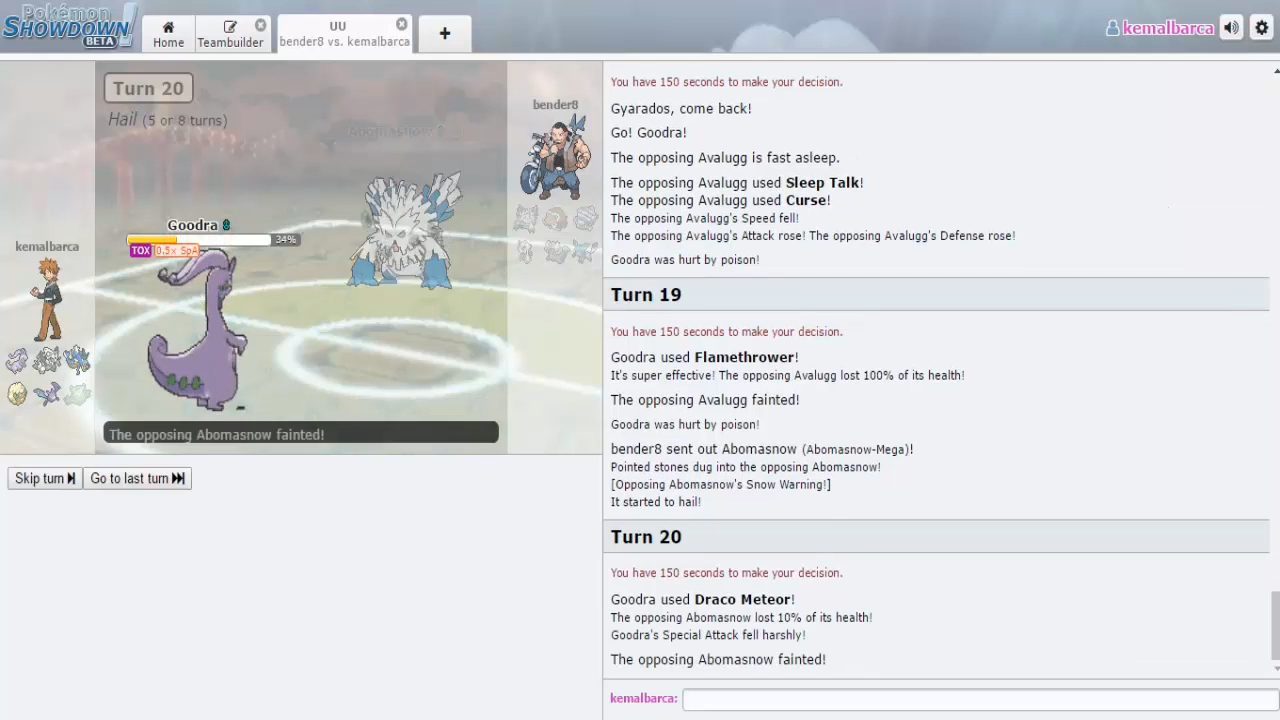 Pokémon
SHOWDOWN!
BETA
Home
Teambuilder
UU
bender8 vs. kemalbarca
+
kemalbarca
Turn 20
Hail (5 or 8 turns)
Abomasnow
bender8
kemalbarca
Goodra
34%
TOX 0.5× SpA
The opposing Abomasnow fainted!
Skip turn
Go to last turn
You have 150 seconds to make your decision.
Gyarados, come back!
Go! Goodra!
The opposing Avalugg is fast asleep.
The opposing Avalugg used Sleep Talk!
The opposing Avalugg used Curse!
The opposing Avalugg's Speed fell!
The opposing Avalugg's Attack rose! The opposing Avalugg's Defense rose!
Goodra was hurt by poison!
Turn 19
You have 150 seconds to make your decision.
Goodra used Flamethrower!
It's super effective! The opposing Avalugg lost 100% of its health!
The opposing Avalugg fainted!
Goodra was hurt by poison!
bender8 sent out Abomasnow (Abomasnow-Mega)!
Pointed stones dug into the opposing Abomasnow!
[Opposing Abomasnow's Snow Warning!]
It started to hail!
Turn 20
You have 150 seconds to make your decision.
Goodra used Draco Meteor!
The opposing Abomasnow lost 10% of its health!
Goodra's Special Attack fell harshly!
The opposing Abomasnow fainted!
kemalbarca: